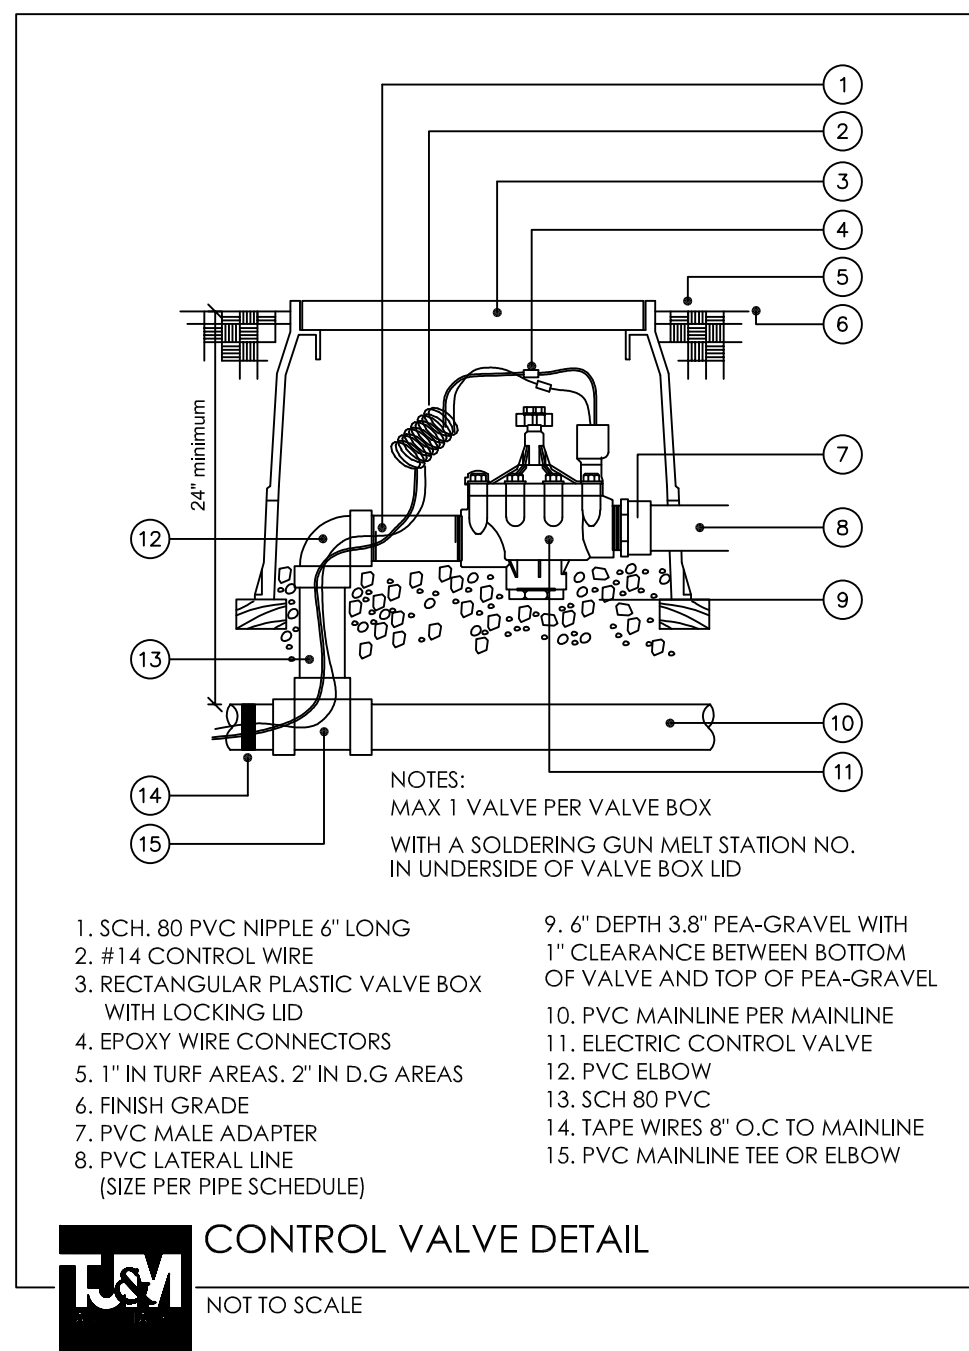 1
2
3
4
5
6
7
8
9
10
11
12
13
14
15
24" minimum
NOTES:
MAX 1 VALVE PER VALVE BOX
WITH A SOLDERING GUN MELT STATION NO.
IN UNDERSIDE OF VALVE BOX LID
1. SCH. 80 PVC NIPPLE 6" LONG
2. #14 CONTROL WIRE
3. RECTANGULAR PLASTIC VALVE BOX
WITH LOCKING LID
4. EPOXY WIRE CONNECTORS
5. 1" IN TURF AREAS. 2" IN D.G AREAS
6. FINISH GRADE
7. PVC MALE ADAPTER
8. PVC LATERAL LINE
(SIZE PER PIPE SCHEDULE)
9. 6" DEPTH 3.8" PEA-GRAVEL WITH
1" CLEARANCE BETWEEN BOTTOM
OF VALVE AND TOP OF PEA-GRAVEL
10. PVC MAINLINE PER MAINLINE
11. ELECTRIC CONTROL VALVE
12. PVC ELBOW
13. SCH 80 PVC
14. TAPE WIRES 8" O.C TO MAINLINE
15. PVC MAINLINE TEE OR ELBOW
CONTROL VALVE DETAIL
TJ&M
NOT TO SCALE